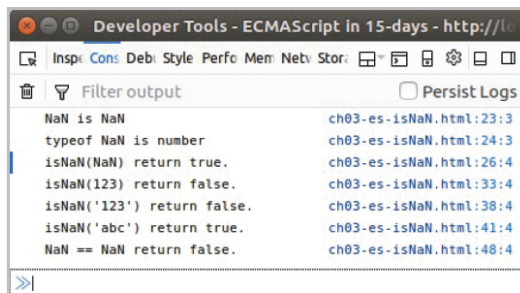 Developer Tools - ECMAScript in 15-days - http://lo
Inspe Cons Debu Style Perfo Mem Netv Stora
Filter output Persist Logs
NaN is NaN ch03-es-isNaN.html:23:3
typeof NaN is number ch03-es-isNaN.html:24:3
isNaN(NaN) return true. ch03-es-isNaN.html:26:4
isNaN(123) return false. ch03-es-isNaN.html:33:4
isNaN('123') return false. ch03-es-isNaN.html:38:4
isNaN('abc') return true. ch03-es-isNaN.html:41:4
NaN == NaN return false. ch03-es-isNaN.html:48:4